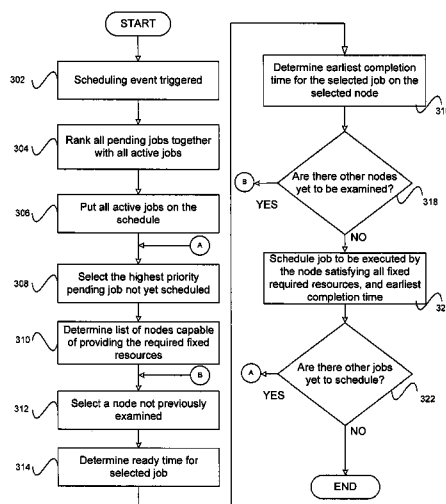 START
302
Scheduling event triggered
304
Rank all pending jobs together
with all active jobs
306
Put all active jobs on the
schedule
A
308
Select the highest priority
pending job not yet scheduled
310
Determine list of nodes capable
of providing the required fixed
resources
B
312
Select a node not previously
examined
314
Determine ready time for
selected job
Determine earliest completion
time for the selected job on the
selected node
Are there other nodes
yet to be examined?
318
B
YES
NO
Schedule job to be executed by
the node satisfying all fixed
required resources, and earliest
completion time
Are there other jobs
yet to schedule?
322
A
YES
NO
END